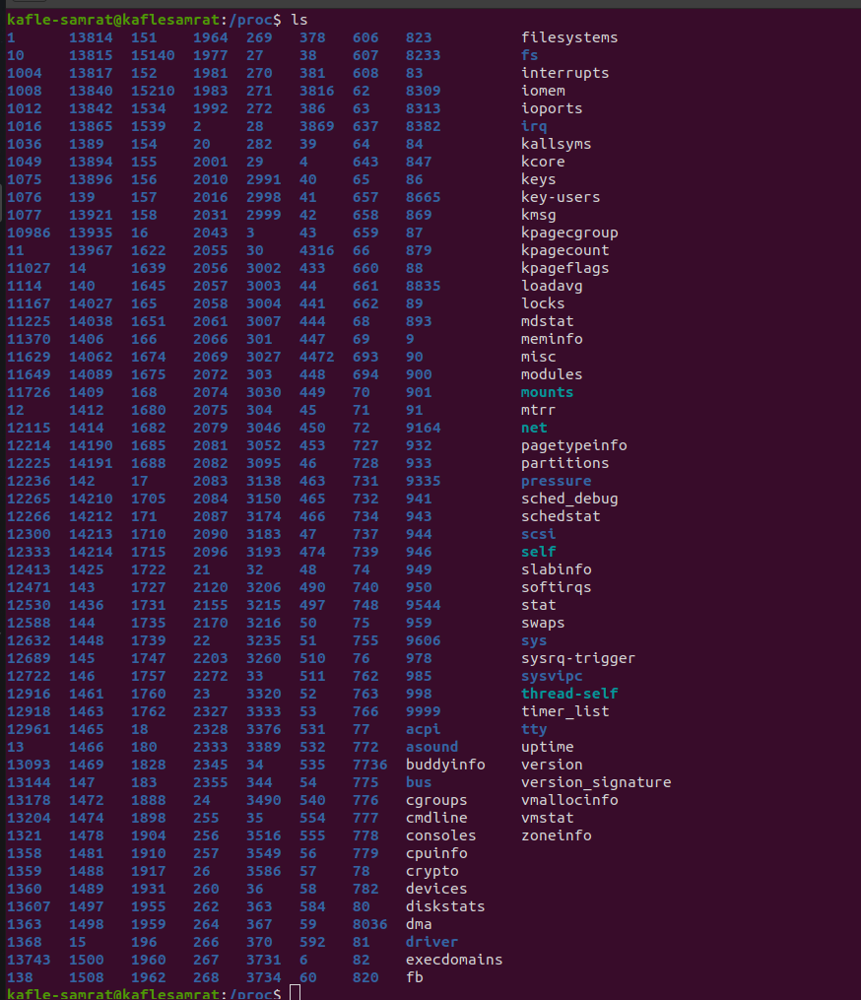 kafle-samrat@kaflesamrat:/proc$ ls
1 13814 151 1964 269 378 606 823 filesystems
10 13815 15140 1977 27 38 607 8233 fs
1004 13817 152 1981 270 381 608 83 interrupts
1008 13840 15210 1983 271 3816 62 8309 iomem
1012 13842 1534 1992 272 386 63 8313 ioports
1016 13865 1539 2 28 3869 637 8382 irq
1036 1389 154 20 282 39 64 84 kallsyms
1049 13894 155 2001 29 4 643 847 kcore
1075 13896 156 2010 2991 40 65 86 keys
1076 139 157 2016 2998 41 657 8665 key-users
1077 13921 158 2031 2999 42 658 869 kmsg
10986 13935 16 2043 3 43 659 87 kpagecgroup
11 13967 1622 2055 30 4316 66 879 kpagecount
11027 14 1639 2056 3002 433 660 88 kpageflags
1114 140 1645 2057 3003 44 661 8835 loadavg
11167 14027 165 2058 3004 441 662 89 locks
11225 14038 1651 2061 3007 444 68 893 mdstat
11370 1406 166 2066 301 447 69 9 meminfo
11629 14062 1674 2069 3027 4472 693 90 misc
11649 14089 1675 2072 303 448 694 900 modules
11726 1409 168 2074 3030 449 70 901 mounts
12 1412 1680 2075 304 45 71 91 mtrr
12115 1414 1682 2079 3046 450 72 9164 net
12214 14190 1685 2081 3052 453 727 932 pagetypeinfo
12225 14191 1688 2082 3095 46 728 933 partitions
12236 142 17 2083 3138 463 731 9335 pressure
12265 14210 1705 2084 3150 465 732 941 sched_debug
12266 14212 171 2087 3174 466 734 943 schedstat
12300 14213 1710 2090 3183 47 737 944 scsi
12333 14214 1715 2096 3193 474 739 946 self
12413 1425 1722 21 32 48 74 949 slabinfo
12471 143 1727 2120 3206 490 740 950 softirqs
12530 1436 1731 2155 3215 497 748 9544 stat
12588 144 1735 2170 3216 50 75 959 swaps
12632 1448 1739 22 3235 51 755 9606 sys
12689 145 1747 2203 3260 510 76 978 sysrq-trigger
12722 146 1757 2272 33 511 762 985 sysvipc
12916 1461 1760 23 3320 52 763 998 thread-self
12918 1463 1762 2327 3333 53 766 9999 timer_list
12961 1465 18 2328 3376 531 77 acpi tty
13 1466 180 2333 3389 532 772 asound uptime
13093 1469 1828 2345 34 535 7736 buddyinfo version
13144 147 183 2355 344 54 775 bus version_signature
13178 1472 1888 24 3490 540 776 cgroups vmallocinfo
13204 1474 1898 255 35 554 777 cmdline vmstat
1321 1478 1904 256 3516 555 778 consoles zoneinfo
1358 1481 1910 257 3549 56 779 cpuinfo
1359 1488 1917 26 3586 57 78 crypto
1360 1489 1931 260 36 58 782 devices
13607 1497 1955 262 363 584 80 diskstats
1363 1498 1959 264 367 59 8036 dma
1368 15 196 266 370 592 81 driver
13743 1500 1960 267 3731 6 82 execdomains
138 1508 1962 268 3734 60 820 fb
kafle-samrat@kaflesamrat:/proc$